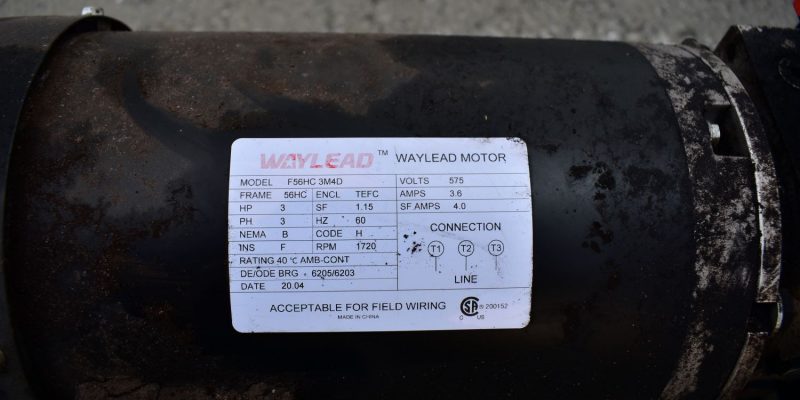 WAYLEAD ™ WAYLEAD MOTOR
MODEL F56HC 3M4D
FRAME 56HC ENCL TEFC
HP 3 SF 1.15
PH 3 HZ 60
NEMA B CODE H
INS F RPM 1720
RATING 40 ℃ AMB-CONT
DE/ODE BRG 6205/6203
DATE 20.04
VOLTS 575
AMPS 3.6
SF AMPS 4.0
CONNECTION
T1 T2 T3
LINE
ACCEPTABLE FOR FIELD WIRING
MADE IN CHINA
SA ® 200152
C US